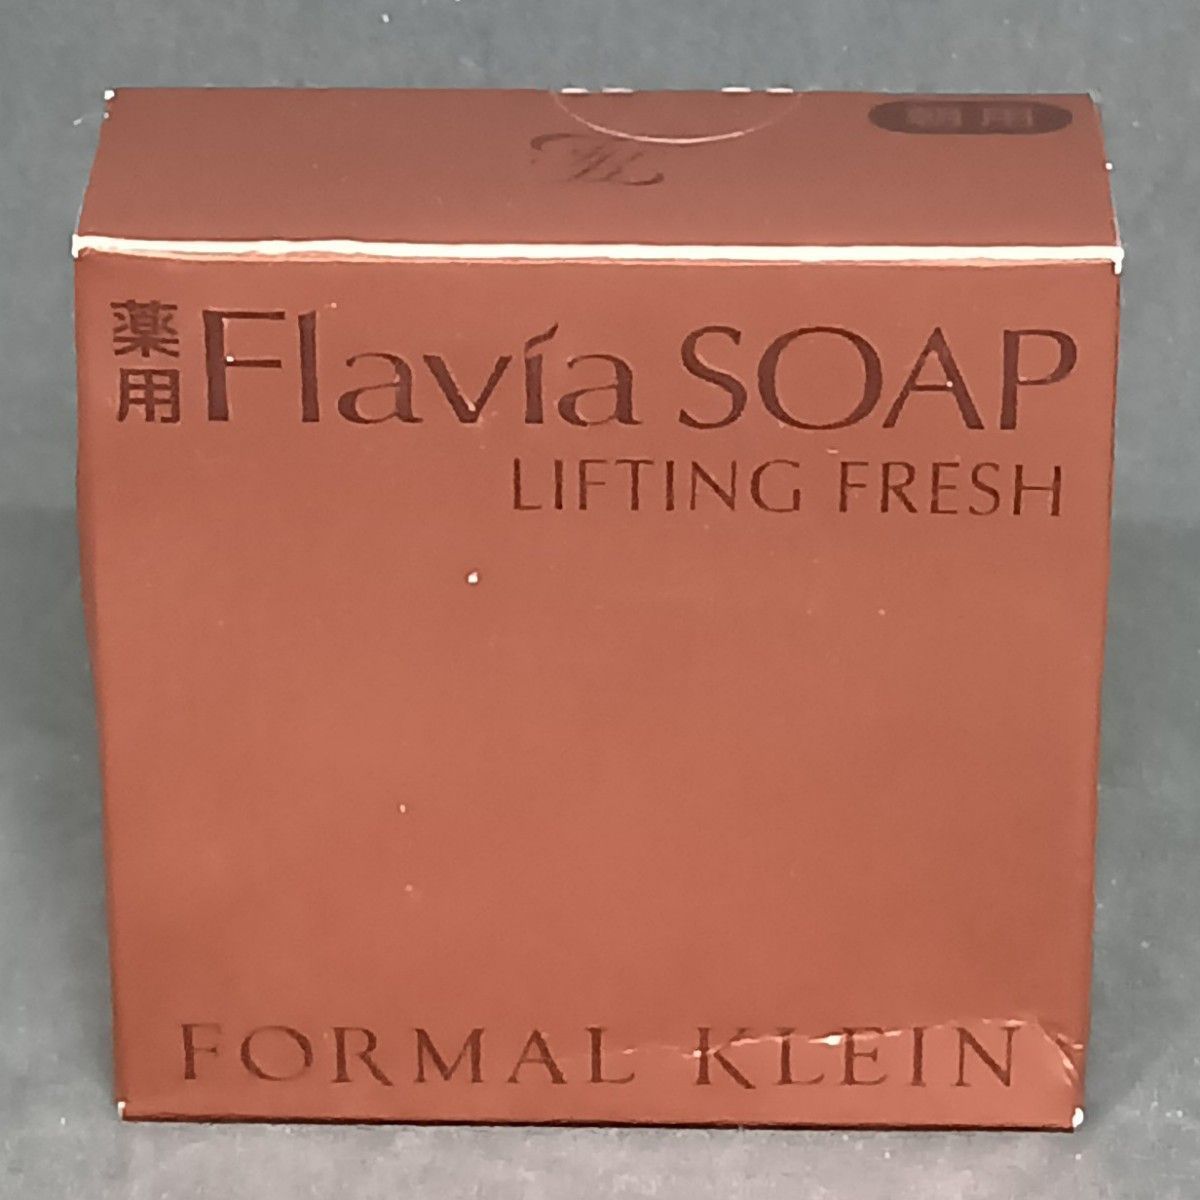 薬用 Flavía SOAP
LIFTING FRESH
FORMAL KLEIN